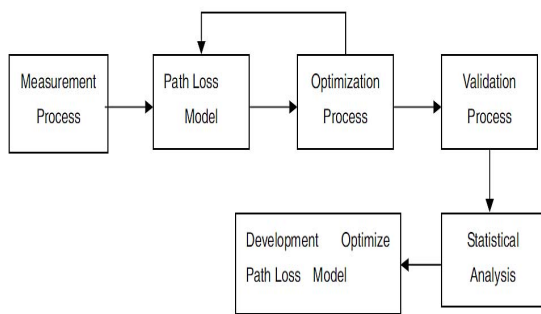 Measurement
Process
Path Loss
Model
Optimization
Process
Validation
Process
Statistical
Analysis
Development Optimize
Path Loss Model